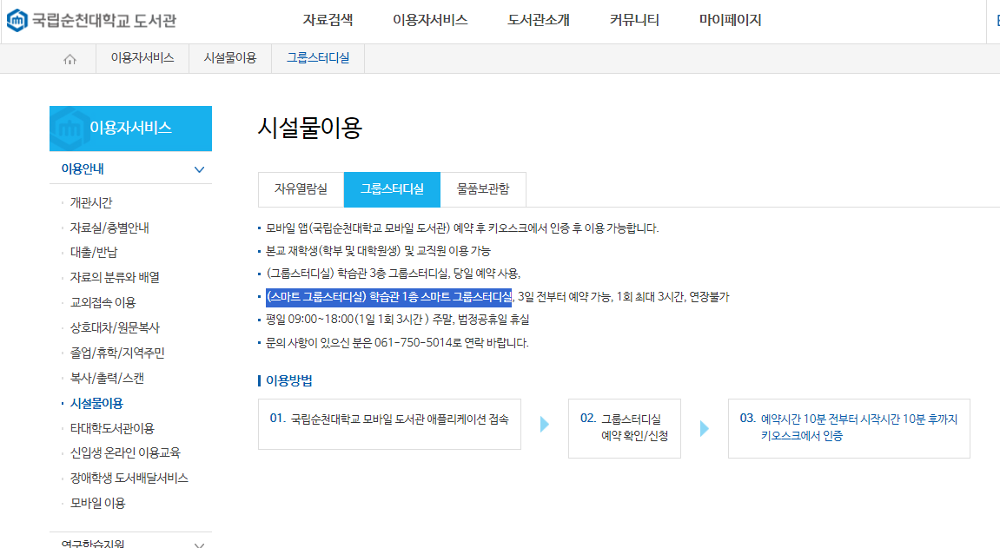 국립순천대학교 도서관
자료검색 이용자서비스 도서관소개 커뮤니티 마이페이지
이용자서비스 시설물이용 그룹스터디실
이용자서비스
이용안내
개관시간
자료실/층별안내
대출/반납
자료의 분류와 배열
교외접속 이용
상호대차/원문복사
졸업/휴학/지역주민
복사/출력/스캔
시설물이용
타대학도서관이용
신입생 온라인 이용교육
장애학생 도서배달서비스
모바일 이용
연구학습지원
시설물이용
자유열람실 그룹스터디실 물품보관함
모바일 앱(국립순천대학교 모바일 도서관) 예약 후 키오스크에서 인증 후 이용 가능합니다.
본교 재학생(학부 및 대학원생) 및 교직원 이용 가능
(그룹스터디실) 학습관 3층 그룹스터디실, 당일 예약 사용,
(스마트 그룹스터디실) 학습관 1층 스마트 그룹스터디실, 3일 전부터 예약 가능, 1회 최대 3시간, 연장불가
평일 09:00~18:00(1일 1회 3시간 ) 주말, 법정공휴일 휴실
문의 사항이 있으신 분은 061-750-5014로 연락 바랍니다.
이용방법
01. 국립순천대학교 모바일 도서관 애플리케이션 접속
02. 그룹스터디실
예약 확인/신청
03. 예약시간 10분 전부터 시작시간 10분 후까지
키오스크에서 인증